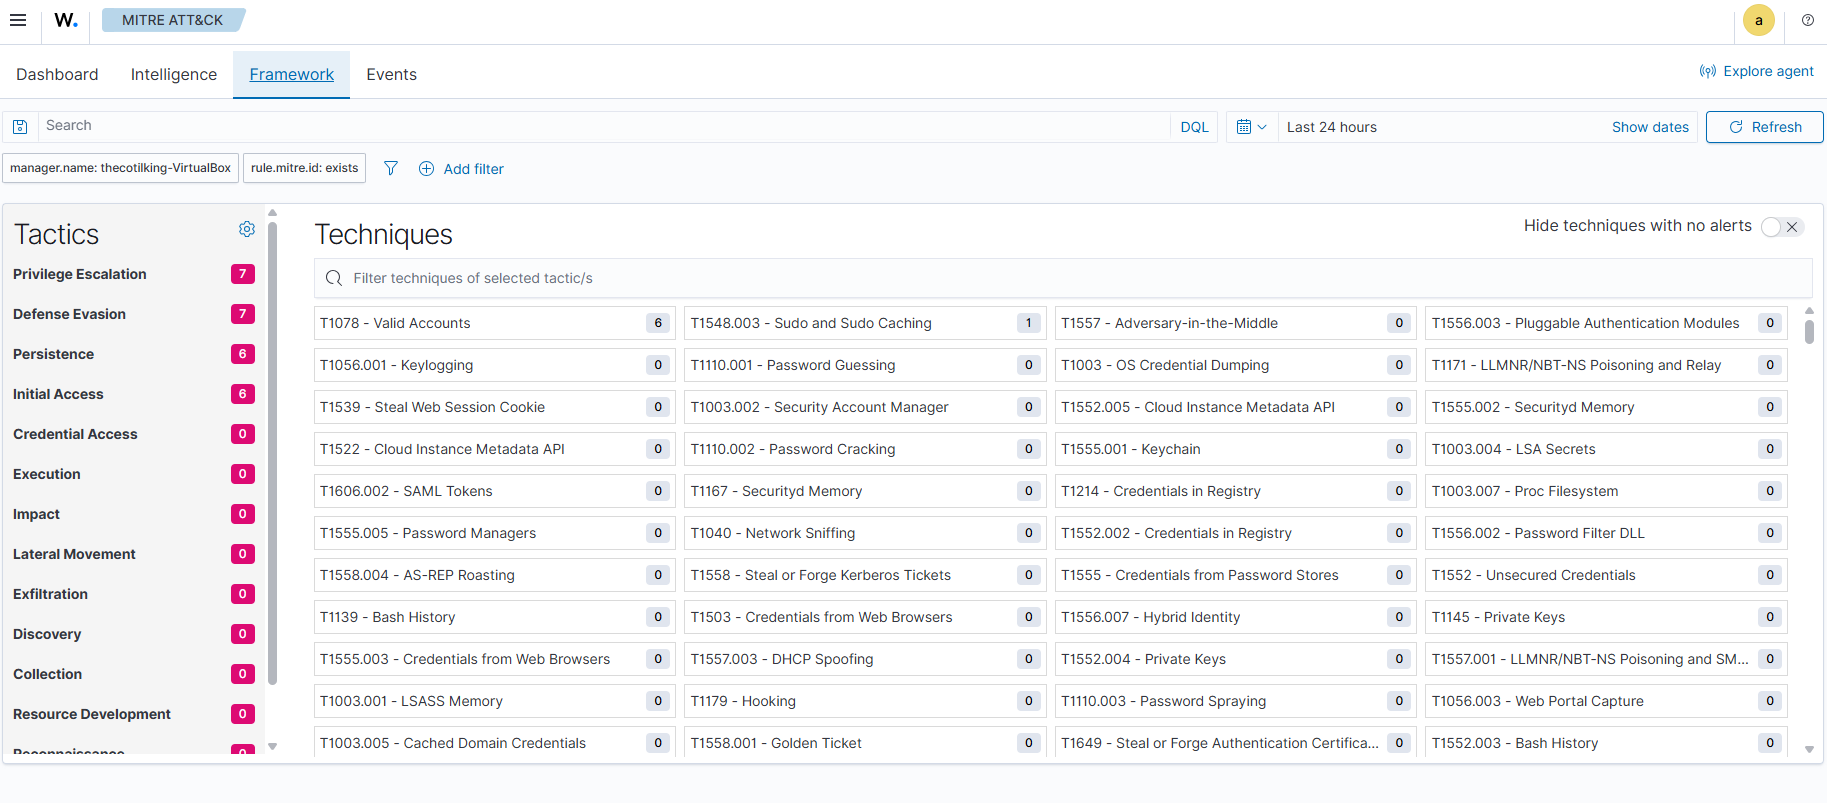 W. MITRE ATT&CK a
Dashboard Intelligence Framework Events Explore agent
Search DQL Last 24 hours Show dates Refresh
manager.name: thecotilking-VirtualBox rule.mitre.id: exists Add filter
Tactics
Privilege Escalation 7
Defense Evasion 7
Persistence 6
Initial Access 6
Credential Access 0
Execution 0
Impact 0
Lateral Movement 0
Exfiltration 0
Discovery 0
Collection 0
Resource Development 0
Reconnaissance 0
Techniques Hide techniques with no alerts
Filter techniques of selected tactic/s
T1078 - Valid Accounts 6 T1548.003 - Sudo and Sudo Caching 1 T1557 - Adversary-in-the-Middle 0 T1556.003 - Pluggable Authentication Modules 0
T1056.001 - Keylogging 0 T1110.001 - Password Guessing 0 T1003 - OS Credential Dumping 0 T1171 - LLMNR/NBT-NS Poisoning and Relay 0
T1539 - Steal Web Session Cookie 0 T1003.002 - Security Account Manager 0 T1552.005 - Cloud Instance Metadata API 0 T1555.002 - Securityd Memory 0
T1522 - Cloud Instance Metadata API 0 T1110.002 - Password Cracking 0 T1555.001 - Keychain 0 T1003.004 - LSA Secrets 0
T1606.002 - SAML Tokens 0 T1167 - Securityd Memory 0 T1214 - Credentials in Registry 0 T1003.007 - Proc Filesystem 0
T1555.005 - Password Managers 0 T1040 - Network Sniffing 0 T1552.002 - Credentials in Registry 0 T1556.002 - Password Filter DLL 0
T1558.004 - AS-REP Roasting 0 T1558 - Steal or Forge Kerberos Tickets 0 T1555 - Credentials from Password Stores 0 T1552 - Unsecured Credentials 0
T1139 - Bash History 0 T1503 - Credentials from Web Browsers 0 T1556.007 - Hybrid Identity 0 T1145 - Private Keys 0
T1555.003 - Credentials from Web Browsers 0 T1557.003 - DHCP Spoofing 0 T1552.004 - Private Keys 0 T1557.001 - LLMNR/NBT-NS Poisoning and SM... 0
T1003.001 - LSASS Memory 0 T1179 - Hooking 0 T1110.003 - Password Spraying 0 T1056.003 - Web Portal Capture 0
T1003.005 - Cached Domain Credentials 0 T1558.001 - Golden Ticket 0 T1649 - Steal or Forge Authentication Certifica... 0 T1552.003 - Bash History 0